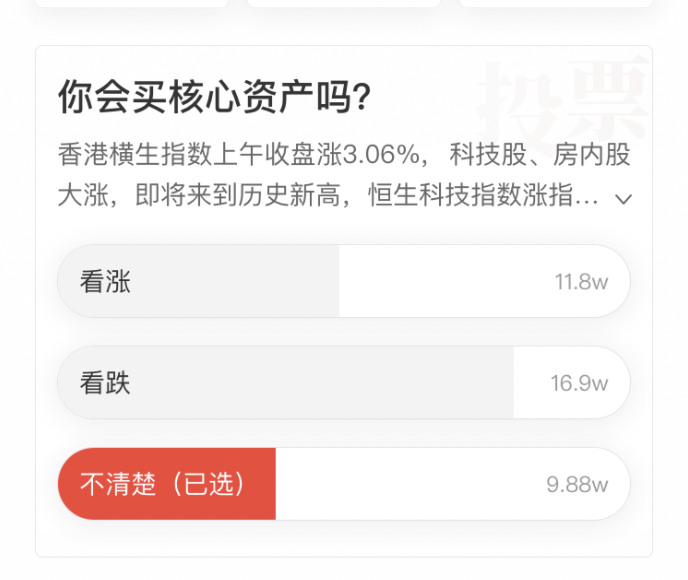 投票
你会买核心资产吗?
香港横生指数上午收盘涨3.06%，科技股、房内股
大涨，即将来到历史新高，恒生科技指数涨指...
看涨 11.8w
看跌 16.9w
不清楚（已选） 9.88w